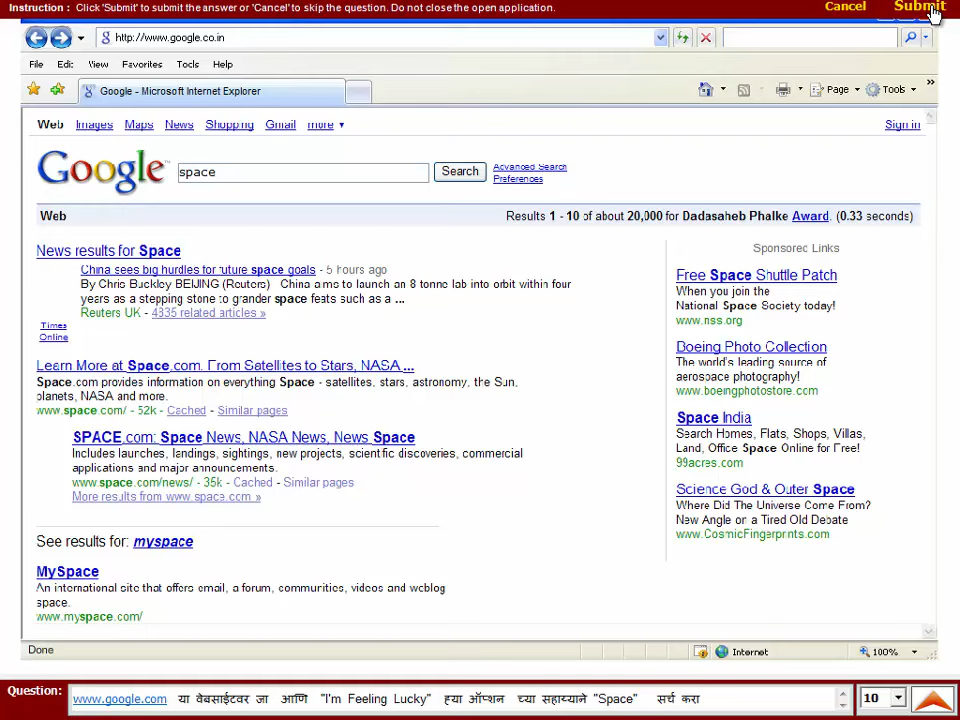 Instruction : Click 'Submit' to submit the answer or 'Cancel' to skip the question. Do not close the open application. Cancel Submit
http://www.google.co.in
File Edit View Favorites Tools Help
Google - Microsoft Internet Explorer Page Tools
Web Images Maps News Shopping Gmail more Sign in
Google space Search Advanced Search
Preferences
Web Results 1 - 10 of about 20,000 for Dadasaheb Phalke Award. (0.33 seconds)
News results for Space
China sees big hurdles for future space goals - 5 hours ago
By Chris Buckley BEIJING (Reuters) China aims to launch an 8 tonne lab into orbit within four
years as a stepping stone to grander space feats such as a ...
Reuters UK - 4835 related articles »
Times
Online
Learn More at Space.com. From Satellites to Stars, NASA ...
Space.com provides information on everything Space - satellites, stars, astronomy, the Sun,
planets, NASA and more.
www.space.com/ - 52k - Cached - Similar pages
SPACE.com: Space News, NASA News, News Space
Includes launches, landings, sightings, new projects, scientific discoveries, commercial
applications and major announcements.
www.space.com/news/ - 35k - Cached - Similar pages
More results from www.space.com »
See results for: myspace
MySpace
An international site that offers email, a forum, communities, videos and weblog
space.
www.myspace.com/
Sponsored Links
Free Space Shuttle Patch
When you join the
National Space Society today!
www.nss.org
Boeing Photo Collection
The world's leading source of
aerospace photography!
www.boeingphotostore.com
Space India
Search Homes, Flats, Shops, Villas,
Land, Office Space Online for Free!
99acres.com
Science God & Outer Space
Where Did The Universe Come From?
New Angle on a Tired Old Debate
www.CosmicFingerprints.com
Done Internet 100%
Question: www.google.com या वेबसाईटवर जा आणि "I'm Feeling Lucky" ह्या ऑप्शन च्या सहाय्याने "Space" सर्च करा 10